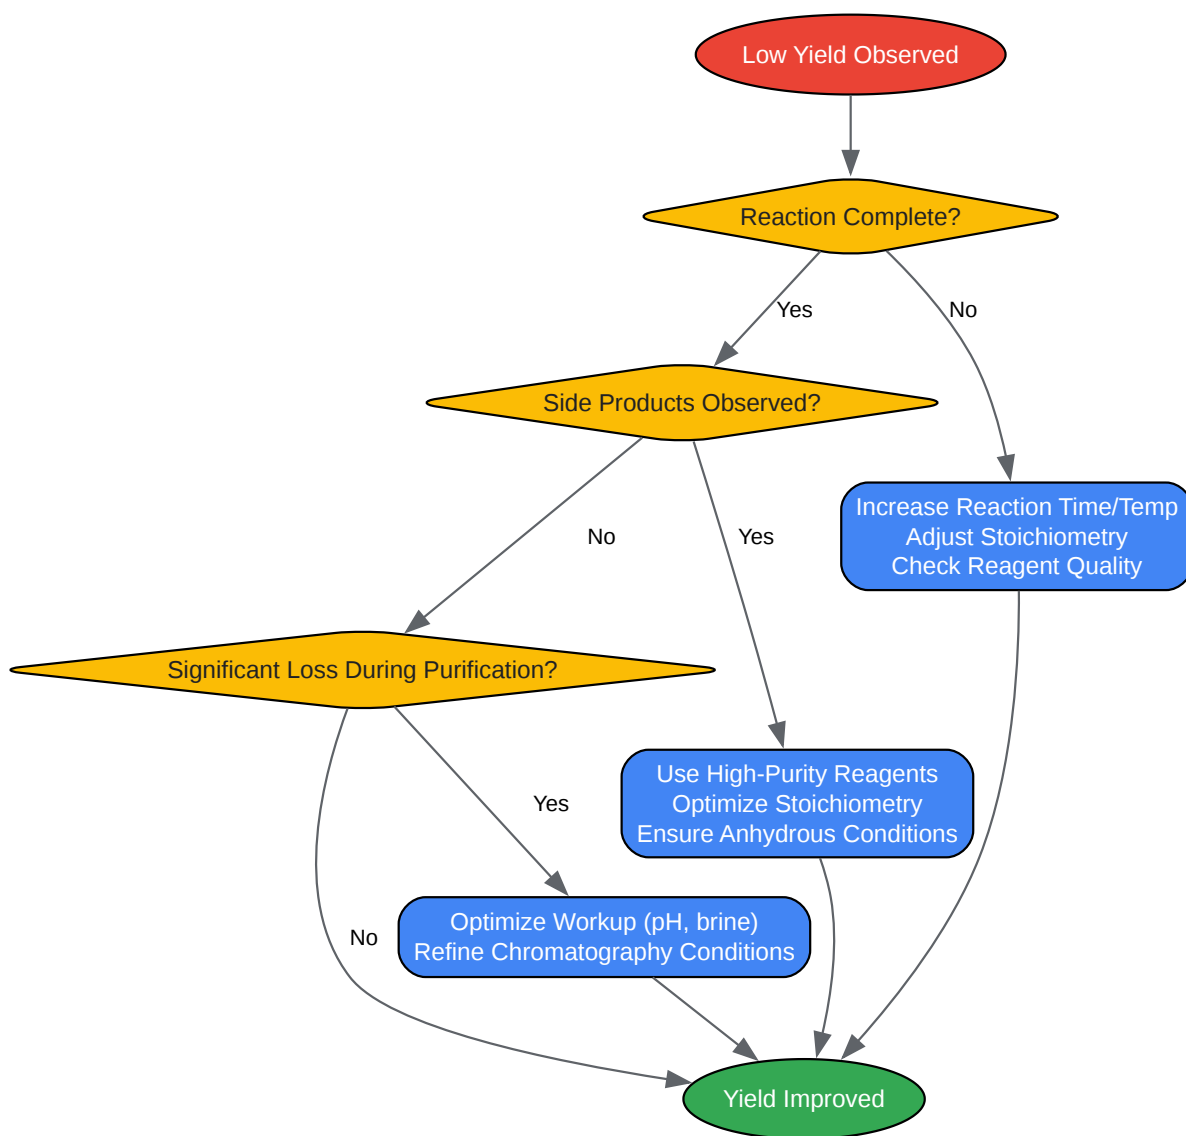 Low Yield Observed
Reaction Complete?
Yes
No
Side Products Observed?
Increase Reaction Time/Temp
Adjust Stoichiometry
Check Reagent Quality
No
Yes
Significant Loss During Purification?
Use High-Purity Reagents
Optimize Stoichiometry
Ensure Anhydrous Conditions
Yes
Optimize Workup (pH, brine)
Refine Chromatography Conditions
No
Yield Improved